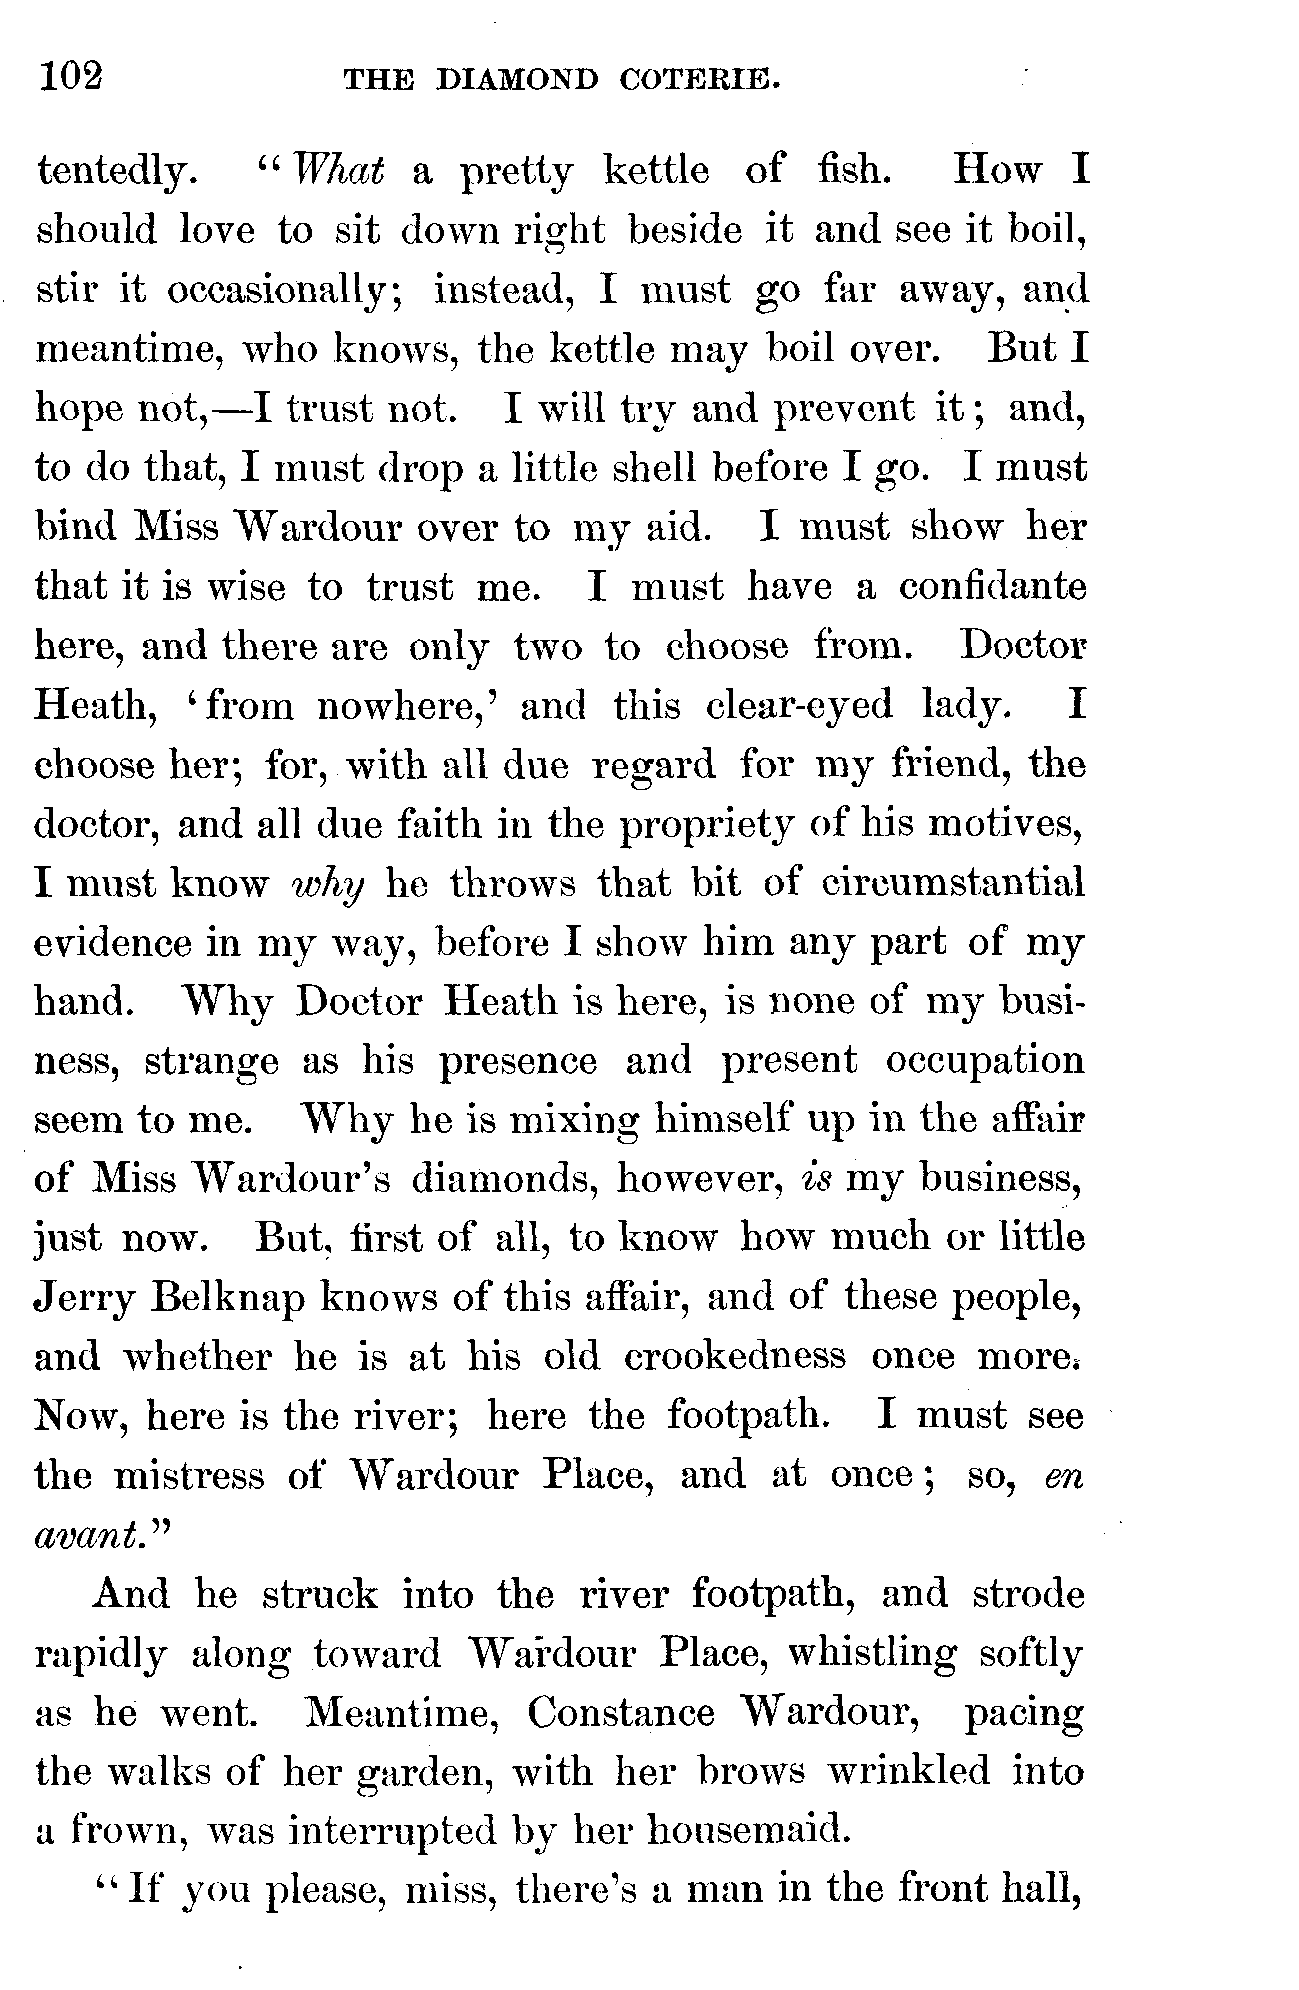 102 THE DIAMOND COTERIE.
tentedly. “What a pretty kettle of fish. How I
should love to sit down right beside it and see it boil,
stir it occasionally; instead, I must go far away, and
meantime, who knows, the kettle may boil over. But I
hope not,—I trust not. I will try and prevent it; and,
to do that, I must drop a little shell before I go. I must
bind Miss Wardour over to my aid. I must show her
that it is wise to trust me. I must have a confidante
here, and there are only two to choose from. Doctor
Heath, ‘from nowhere,’ and this clear-eyed lady. I
choose her; for, with all due regard for my friend, the
doctor, and all due faith in the propriety of his motives,
I must know why he throws that bit of circumstantial
evidence in my way, before I show him any part of my
hand. Why Doctor Heath is here, is none of my busi-
ness, strange as his presence and present occupation
seem to me. Why he is mixing himself up in the affair
of Miss Wardour’s diamonds, however, is my business,
just now. But, first of all, to know how much or little
Jerry Belknap knows of this affair, and of these people,
and whether he is at his old crookedness once more.
Now, here is the river; here the footpath. I must see
the mistress of Wardour Place, and at once; so, en
avant.”
And he struck into the river footpath, and strode
rapidly along toward Wardour Place, whistling softly
as he went. Meantime, Constance Wardour, pacing
the walks of her garden, with her brows wrinkled into
a frown, was interrupted by her housemaid.
“If you please, miss, there’s a man in the front hall,